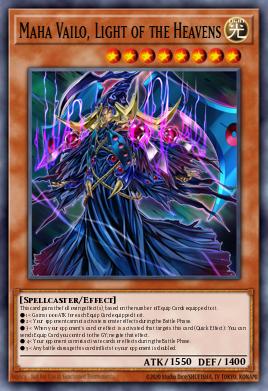 Maha Vailo, Light of the Heavens
光
[Spellcaster/Effect]
This card gains the following effect(s), based on the number of Equip Cards equipped to it.
●1+: Gains 1000 ATK for each Equip Card equipped to it.
●2+: Your opponent cannot activate monster effects during the Battle Phase.
●3+: When your opponent's card or effect is activated that targets this card (Quick Effect): You can
send 1 Equip Card you control to the GY; negate that effect.
●4+: Your opponent cannot activate cards or effects during the Battle Phase.
●5+: Any battle damage this card inflicts to your opponent is doubled.
ATK/1550 DEF/1400
©2020 Studio Dice/SHUEISHA, TV TOKYO, KONAMI